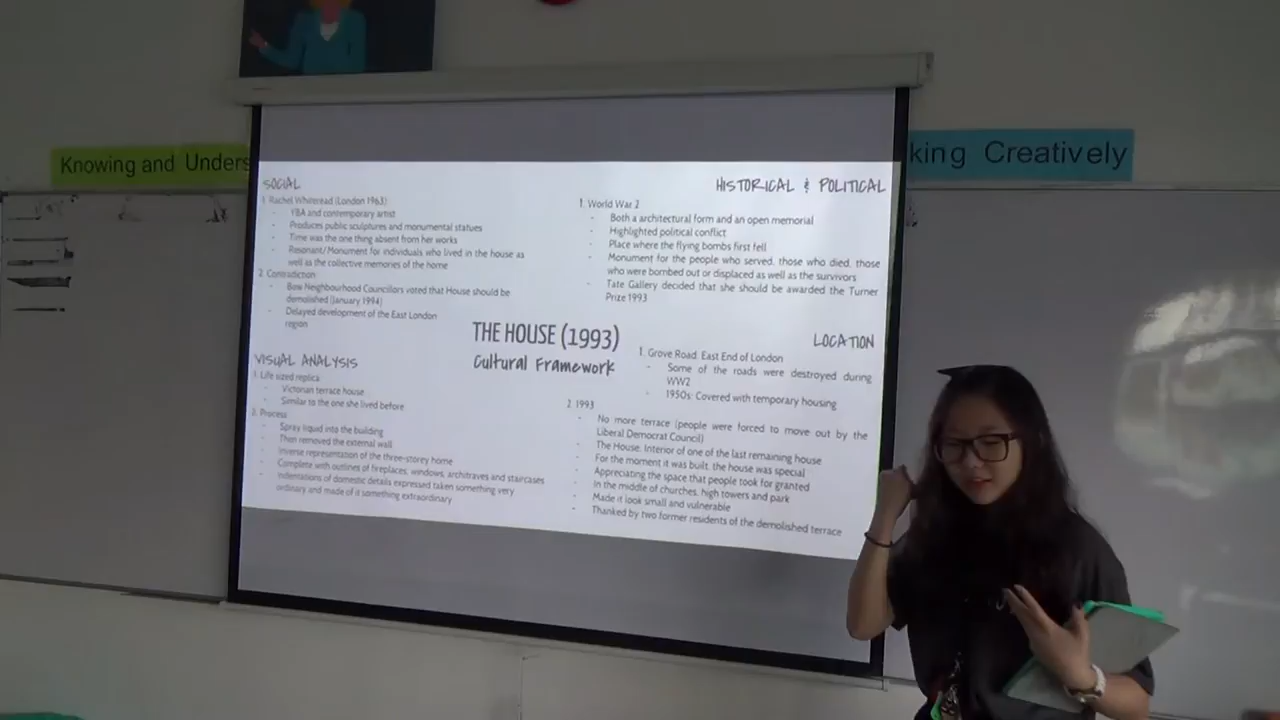 Knowing and Unders
king Creatively
SOCIAL
1. Rachel Whiteread (London 1963)
- YBA and contemporary artist
- Produces public sculptures and monumental statues
- Time was the one thing absent from her works
- Resonant/Monument for individuals who lived in the house as
well as the collective memories of the home
2. Contradiction
- Bow Neighbourhood Councillors voted that House should be
demolished (January 1994)
- Delayed development of the East London
region
HISTORICAL & POLITICAL
1. World War 2
- Both a architectural form and an open memorial
- Highlighted political conflict
- Place where the flying bombs first fell
- Monument for the people who served, those who died, those
who were bombed out or displaced as well as the survivors
- Tate Gallery decided that she should be awarded the Turner
Prize 1993
THE HOUSE (1993)
Cultural Framework
VISUAL ANALYSIS
1. Life sized replica
- Victorian terrace house
- Similar to the one she lived before
2. Process
- Spray liquid into the building
- Then removed the external wall
- Inverse representation of the three-storey home
- Complete with outlines of fireplaces, windows, architraves and staircases
- Indentations of domestic details expressed taken something very
ordinary and made of it something extraordinary
LOCATION
1. Grove Road, East End of London
- Some of the roads were destroyed during
WW2
- 1950s: Covered with temporary housing
2. 1993
- No more terrace (people were forced to move out by the
Liberal Democrat Council)
- The House: Interior of one of the last remaining house
- For the moment it was built, the house was special
- Appreciating the space that people took for granted
- In the middle of churches, high towers and park
- Made it look small and vulnerable
- Thanked by two former residents of the demolished terrace